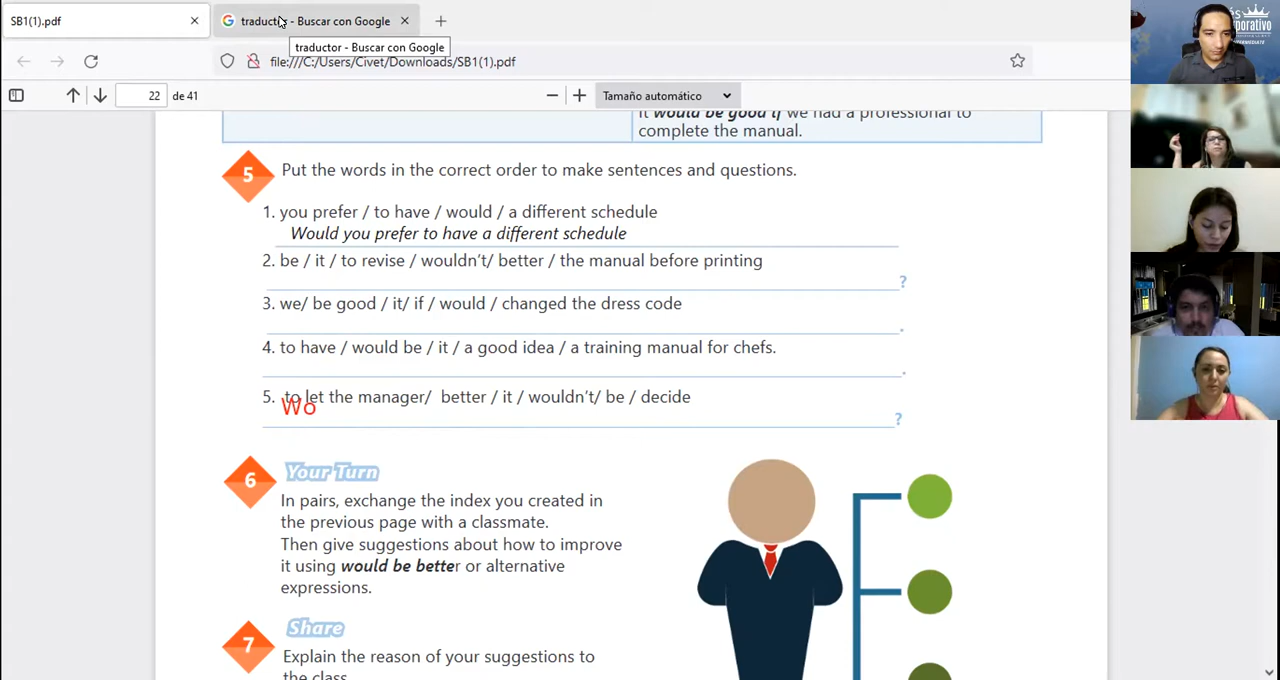 SB1(1).pdf
traductor - Buscar con Google
traductor - Buscar con Google
file:///C:/Users/Civet/Downloads/SB1(1).pdf
22 de 41
Tamaño automático
It would be good if we had a professional to
complete the manual.
5 Put the words in the correct order to make sentences and questions.
1. you prefer / to have / would / a different schedule
Would you prefer to have a different schedule
2. be / it / to revise / wouldn't/ better / the manual before printing
?
3. we/ be good / it/ if / would / changed the dress code
.
4. to have / would be / it / a good idea / a training manual for chefs.
.
5. to let the manager/ better / it / wouldn't/ be / decide
Wo
?
6 Your Turn
In pairs, exchange the index you created in
the previous page with a classmate.
Then give suggestions about how to improve
it using would be better or alternative
expressions.
7 Share
Explain the reason of your suggestions to
the class